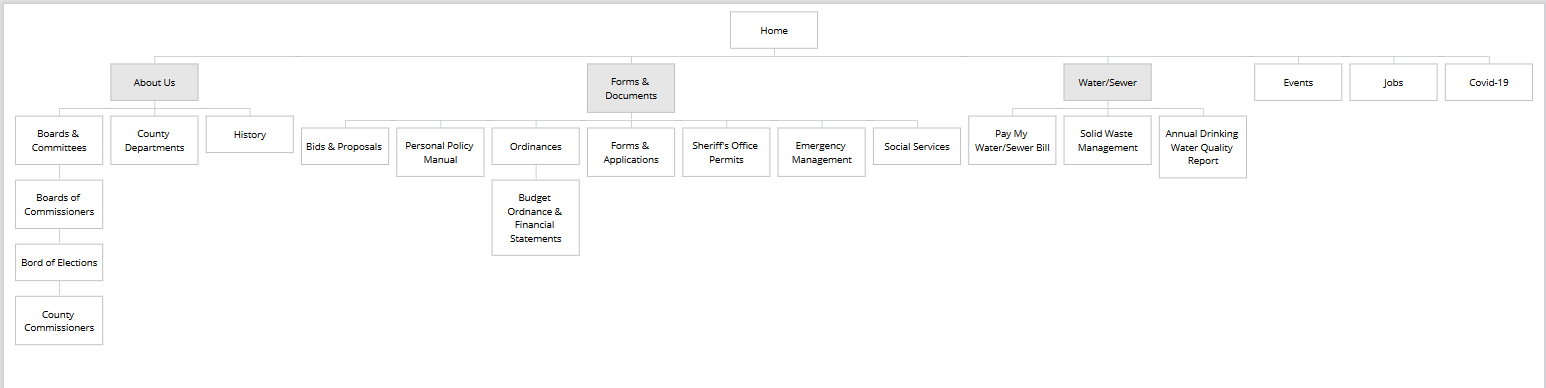 Home
About Us
Forms &
Documents
Water/Sewer
Events
Jobs
Covid-19
Boards &
Committees
County
Departments
History
Bids & Proposals
Personal Policy
Manual
Ordinances
Forms &
Applications
Sheriff's Office
Permits
Emergency
Management
Social Services
Pay My
Water/Sewer Bill
Solid Waste
Management
Annual Drinking
Water Quality
Report
Boards of
Commissioners
Budget
Ordnance &
Financial
Statements
Bord of Elections
County
Commissioners